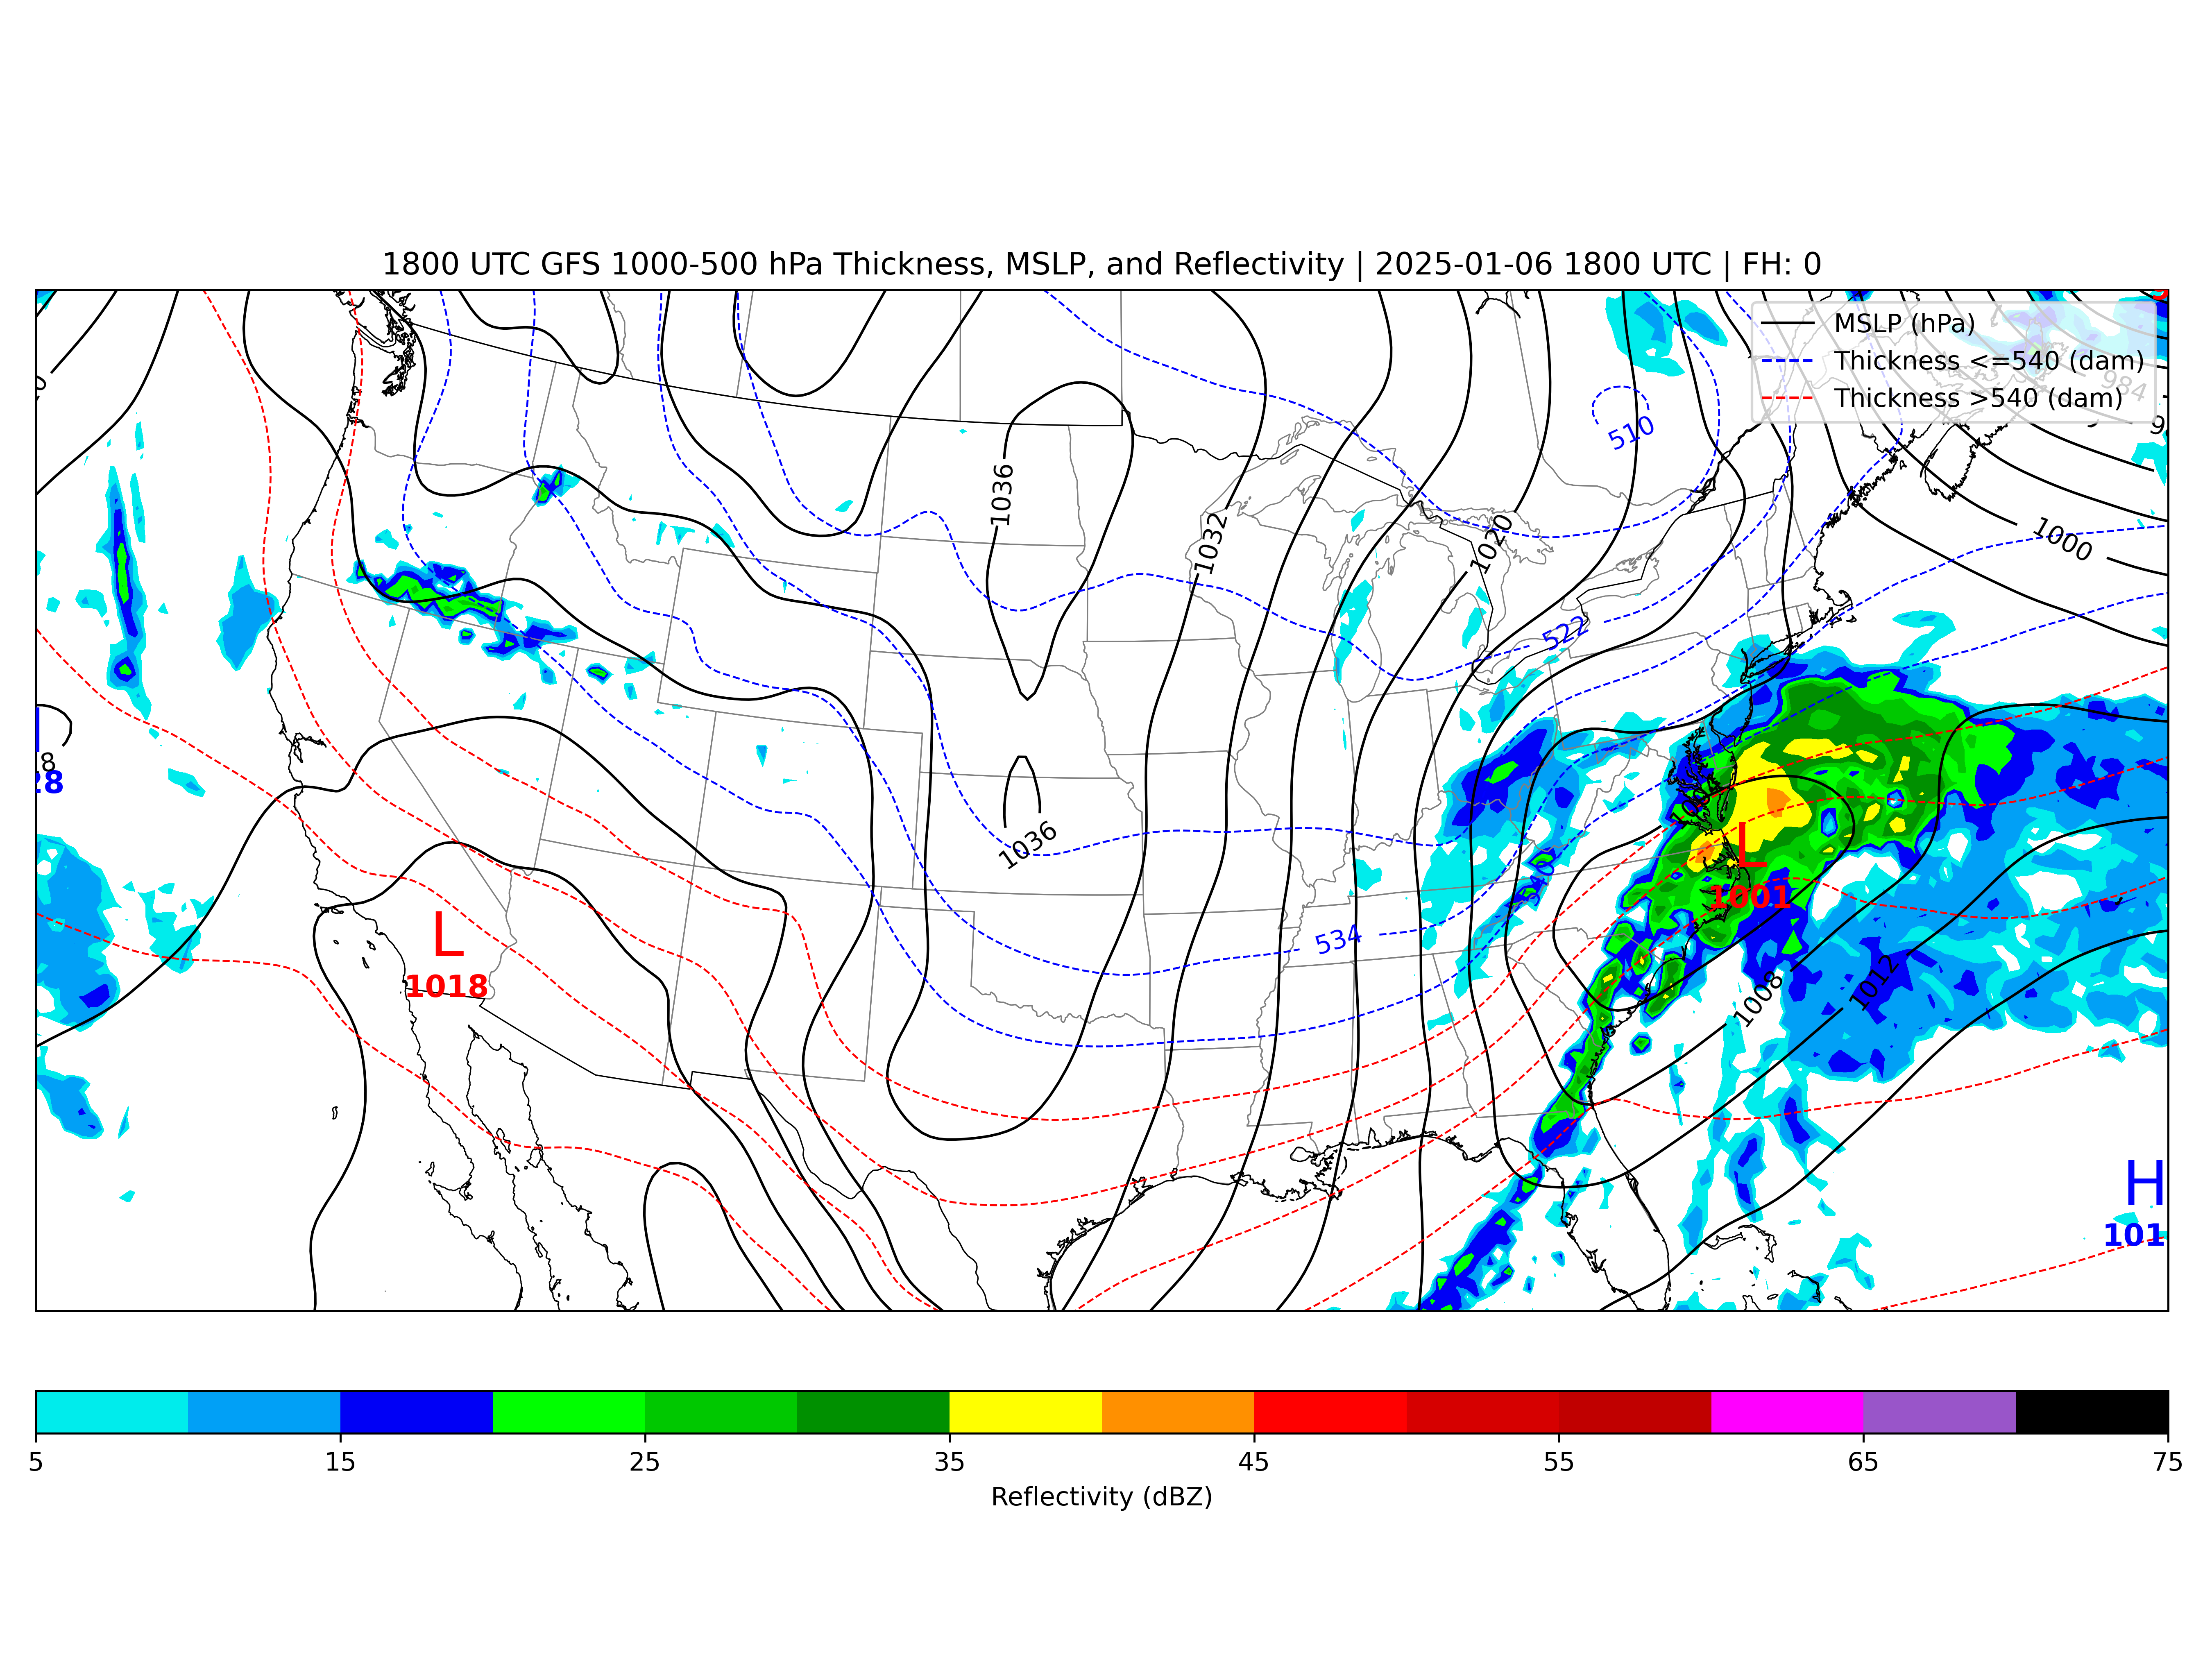 1800 UTC GFS 1000-500 hPa Thickness, MSLP, and Reflectivity | 2025-01-06 1800 UTC | FH: 0
MSLP (hPa)
Thickness <=540 (dam)
Thickness >540 (dam)
984
510
1036
1032
1020
1000
522
8
28
1036
1004
L
1001
540
534
L
1018
1008
1012
H
101
5 15 25 35 45 55 65 75
Reflectivity (dBZ)